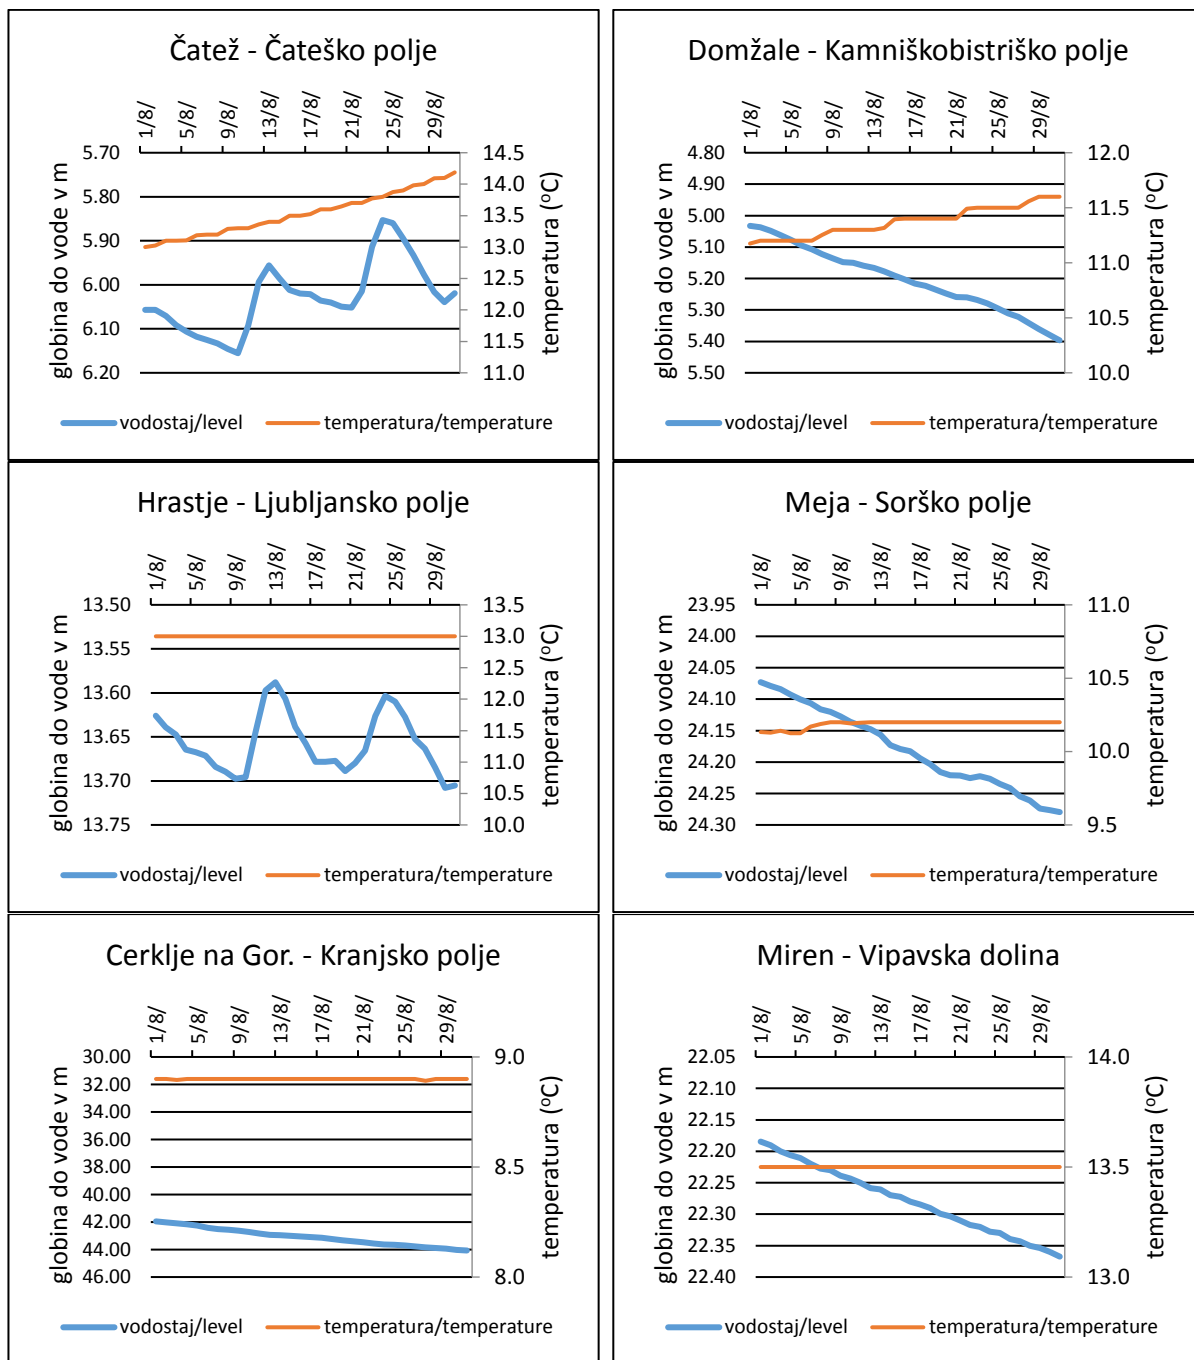 Čatež - Čateško polje
1/8/ 5/8/ 9/8/ 13/8/ 17/8/ 21/8/ 25/8/ 29/8/
globina do vode v m
5.70
5.80
5.90
6.00
6.10
6.20
14.5
14.0
13.5
13.0
12.5
12.0
11.5
11.0
temperatura (ºC)
vodostaj/level temperatura/temperature
Domžale - Kamniškobistriško polje
1/8/ 5/8/ 9/8/ 13/8/ 17/8/ 21/8/ 25/8/ 29/8/
globina do vode v m
4.80
4.90
5.00
5.10
5.20
5.30
5.40
5.50
12.0
11.5
11.0
10.5
10.0
temperatura (ºC)
vodostaj/level temperatura/temperature
Hrastje - Ljubljansko polje
1/8/ 5/8/ 9/8/ 13/8/ 17/8/ 21/8/ 25/8/ 29/8/
globina do vode v m
13.50
13.55
13.60
13.65
13.70
13.75
13.5
13.0
12.5
12.0
11.5
11.0
10.5
10.0
temperatura (ºC)
vodostaj/level temperatura/temperature
Meja - Sorško polje
1/8/ 5/8/ 9/8/ 13/8/ 17/8/ 21/8/ 25/8/ 29/8/
globina do vode v m
23.95
24.00
24.05
24.10
24.15
24.20
24.25
24.30
11.0
10.5
10.0
9.5
temperatura (ºC)
vodostaj/level temperatura/temperature
Cerklje na Gor. - Kranjsko polje
1/8/ 5/8/ 9/8/ 13/8/ 17/8/ 21/8/ 25/8/ 29/8/
globina do vode v m
30.00
32.00
34.00
36.00
38.00
40.00
42.00
44.00
46.00
9.0
8.5
8.0
temperatura (ºC)
vodostaj/level temperatura/temperature
Miren - Vipavska dolina
1/8/ 5/8/ 9/8/ 13/8/ 17/8/ 21/8/ 25/8/ 29/8/
globina do vode v m
22.05
22.10
22.15
22.20
22.25
22.30
22.35
22.40
14.0
13.5
13.0
temperatura (ºC)
vodostaj/level temperatura/temperature